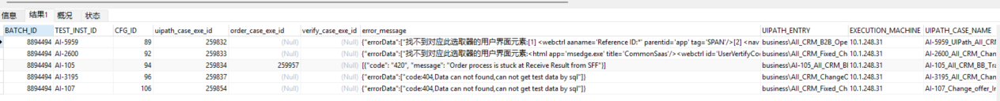 信息 结果1 概况 状态
BATCH_ID TEST_INST_ID CFG_ID uipath_case_exe_id order_case_exe_id verify_case_exe_id error_message UIPATH_ENTRY EXECUTION_MACHINE UIPATH_CASE_NAME
8894494 AI-5959 89 259832 (Null) (Null) {"errorData":["找不到对应此选取器的用户界面元素:[1] <webctrl aaname='Reference ID:*' parentid='app' tag='SPAN'/>[2] <nav business\All_CRM_B2B_Ope 10.1.248.31 AI-5959_UIPath_All_CRM
8894494 AI-2600 92 259833 (Null) (Null) {"errorData":["找不到对应此选取器的用户界面元素:<html app='msedge.exe' title='CommonSaas'/><webctrl id='UserVertifyCo business\All_CRM_Fixed_Ch 10.1.248.31 AI-2600_All_CRM_Chan
8894494 AI-105 94 259834 259957 (Null) [{"code": "420", "message": "Order process is stuck at Receive Result from SFF"}] business\AI-105_All_CRM_Bl 10.1.248.31 AI-105_All_CRM_BB_Tra
8894494 AI-3195 96 259837 (Null) (Null) {"errorData":["code:404,Data can not found,can not get test data by sql"]} business\All_CRM_ChangeO 10.1.248.31 AI-3195_All_CRM_Chan
8894494 AI-107 106 259854 (Null) (Null) {"errorData":["code:404,Data can not found,can not get test data by sql"]} business\All_CRM_Fixed_Ch 10.1.248.31 AI-107_Change_offer_In